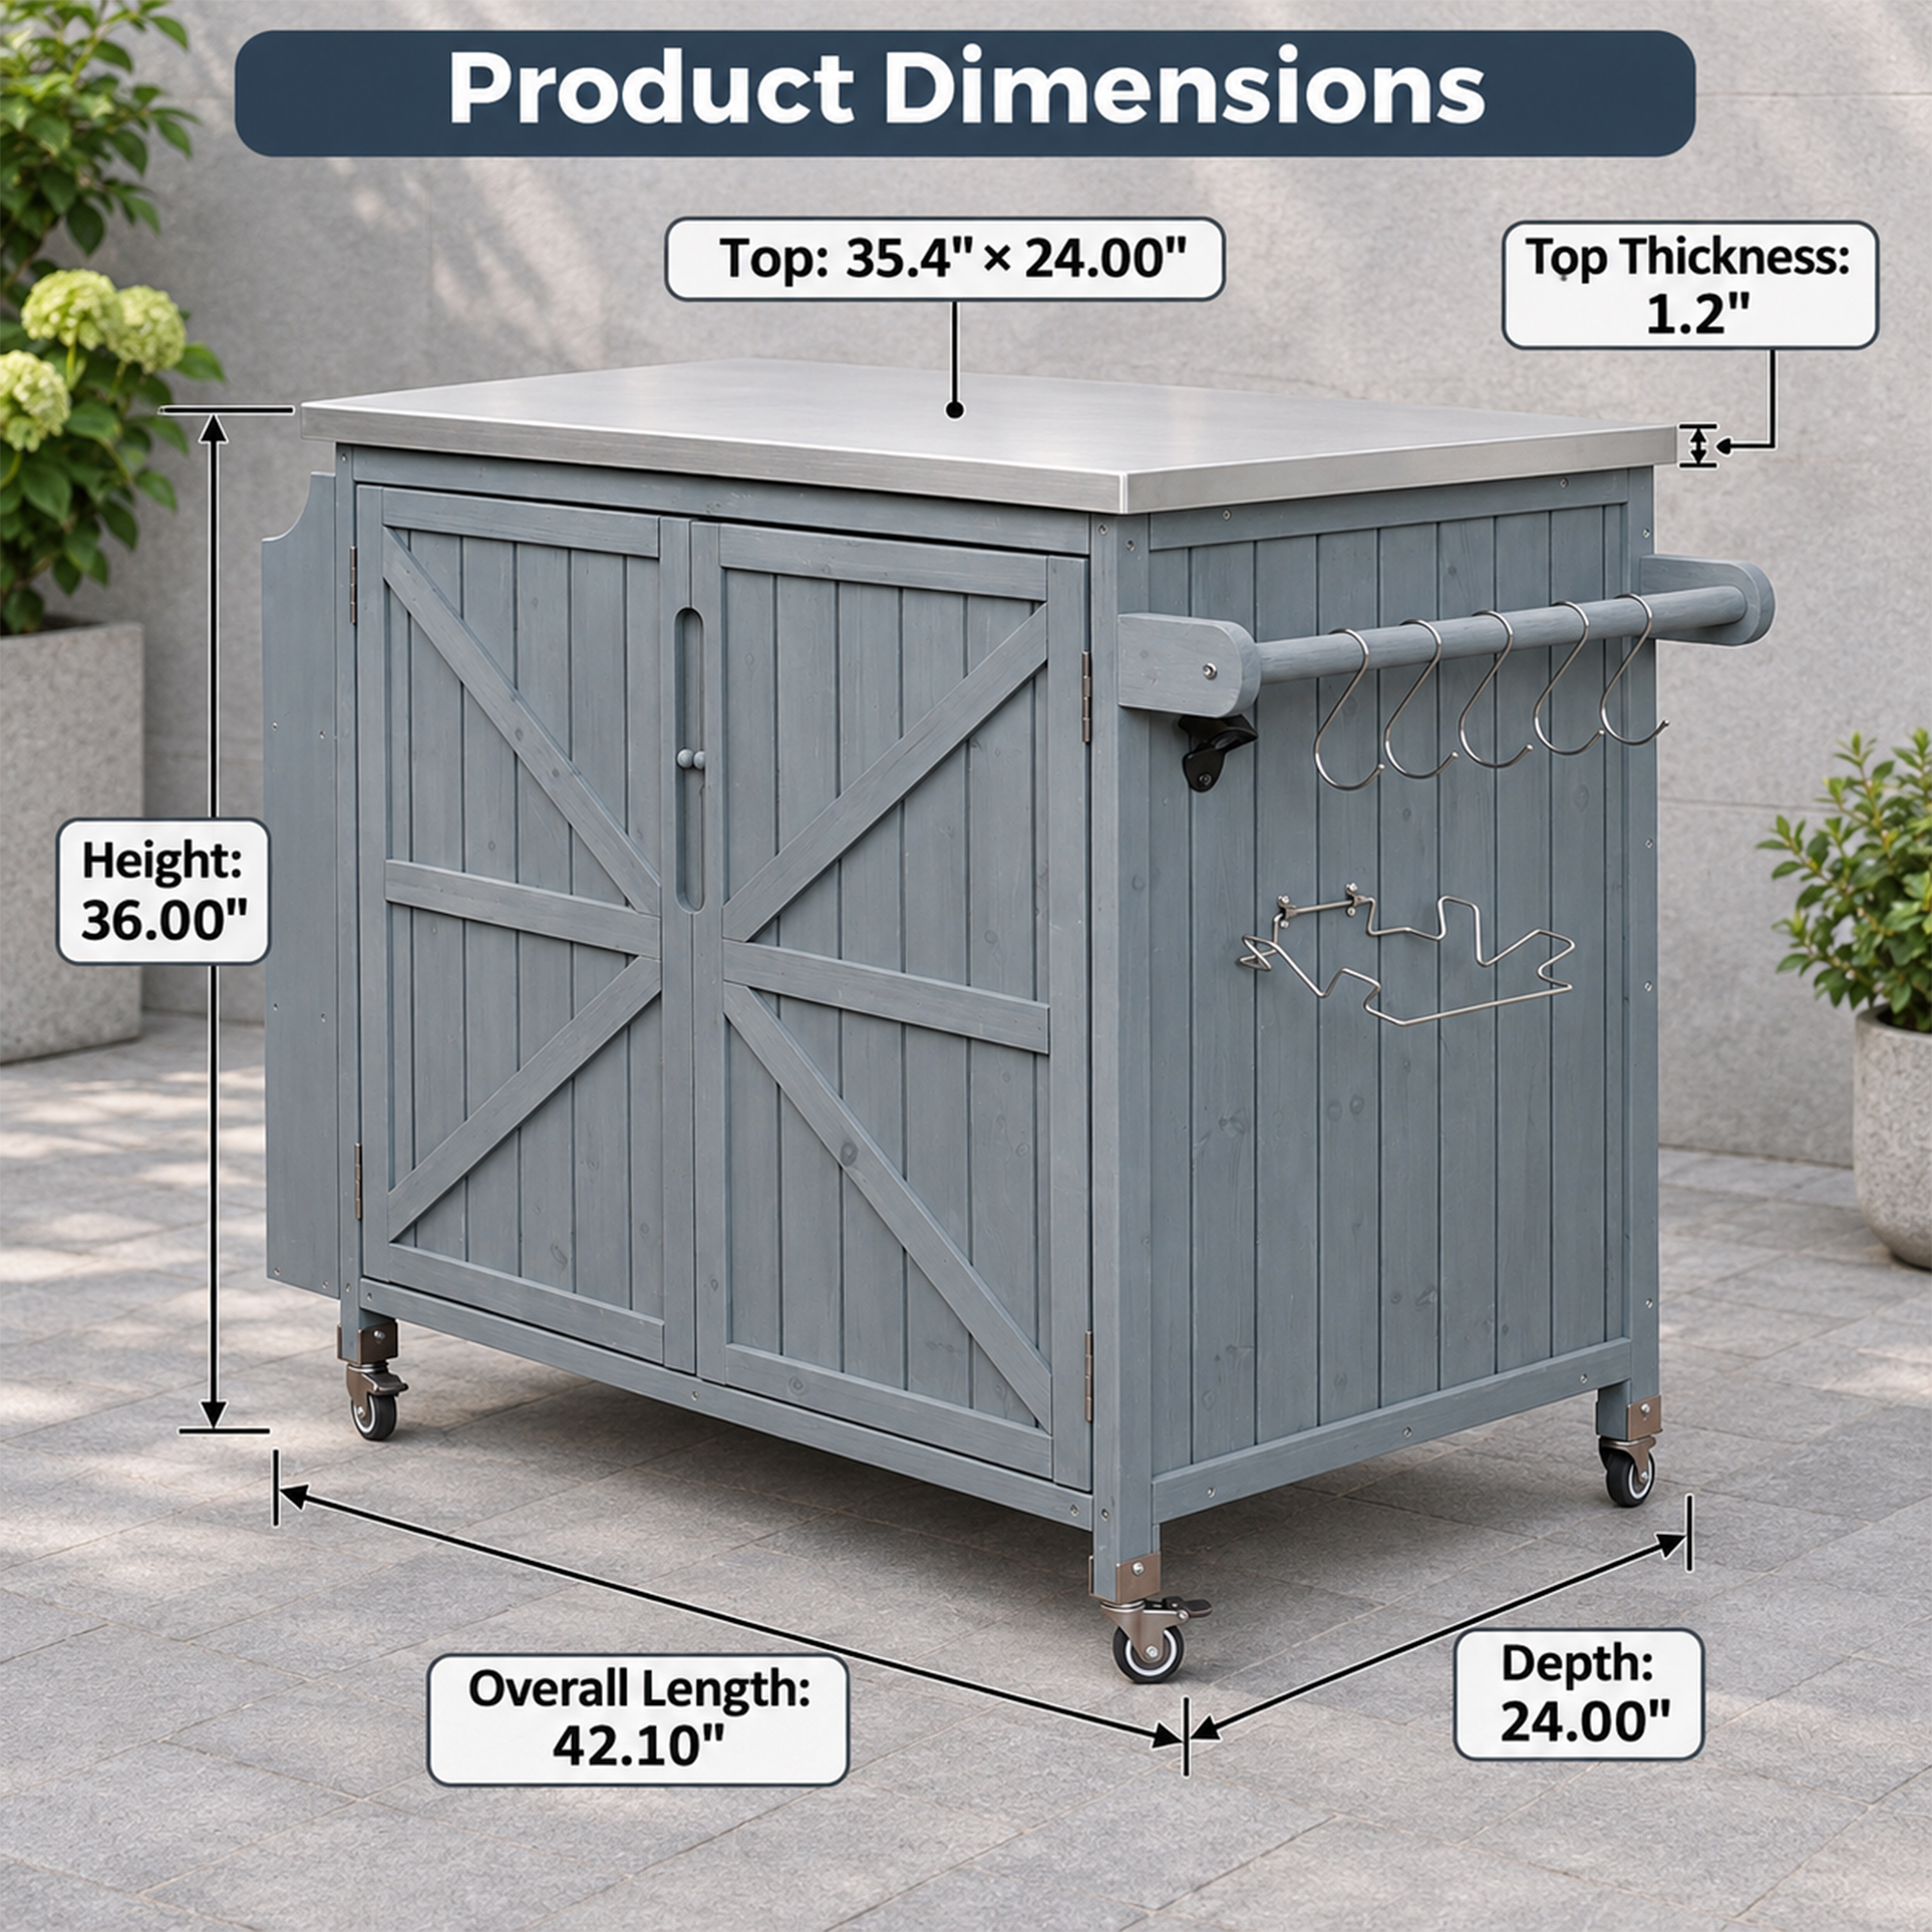 Product Dimensions
Top: 35.4" × 24.00"
Top Thickness:
1.2"
Height:
36.00"
Overall Length:
42.10"
Depth:
24.00"